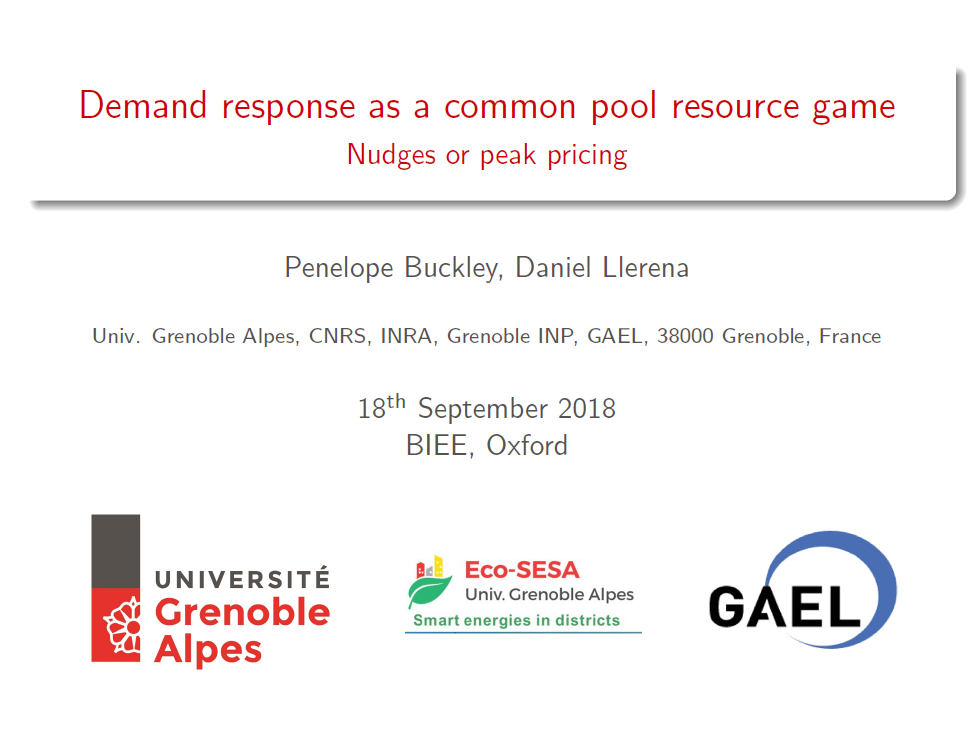 Demand response as a common pool resource game
Nudges or peak pricing
Penelope Buckley, Daniel Llerena
Univ. Grenoble Alpes, CNRS, INRA, Grenoble INP, GAEL, 38000 Grenoble, France
18th September 2018
BIEE, Oxford
UNIVERSITÉ
Grenoble
Alpes
Eco-SESA
Univ. Grenoble Alpes
Smart energies in districts
GAEL